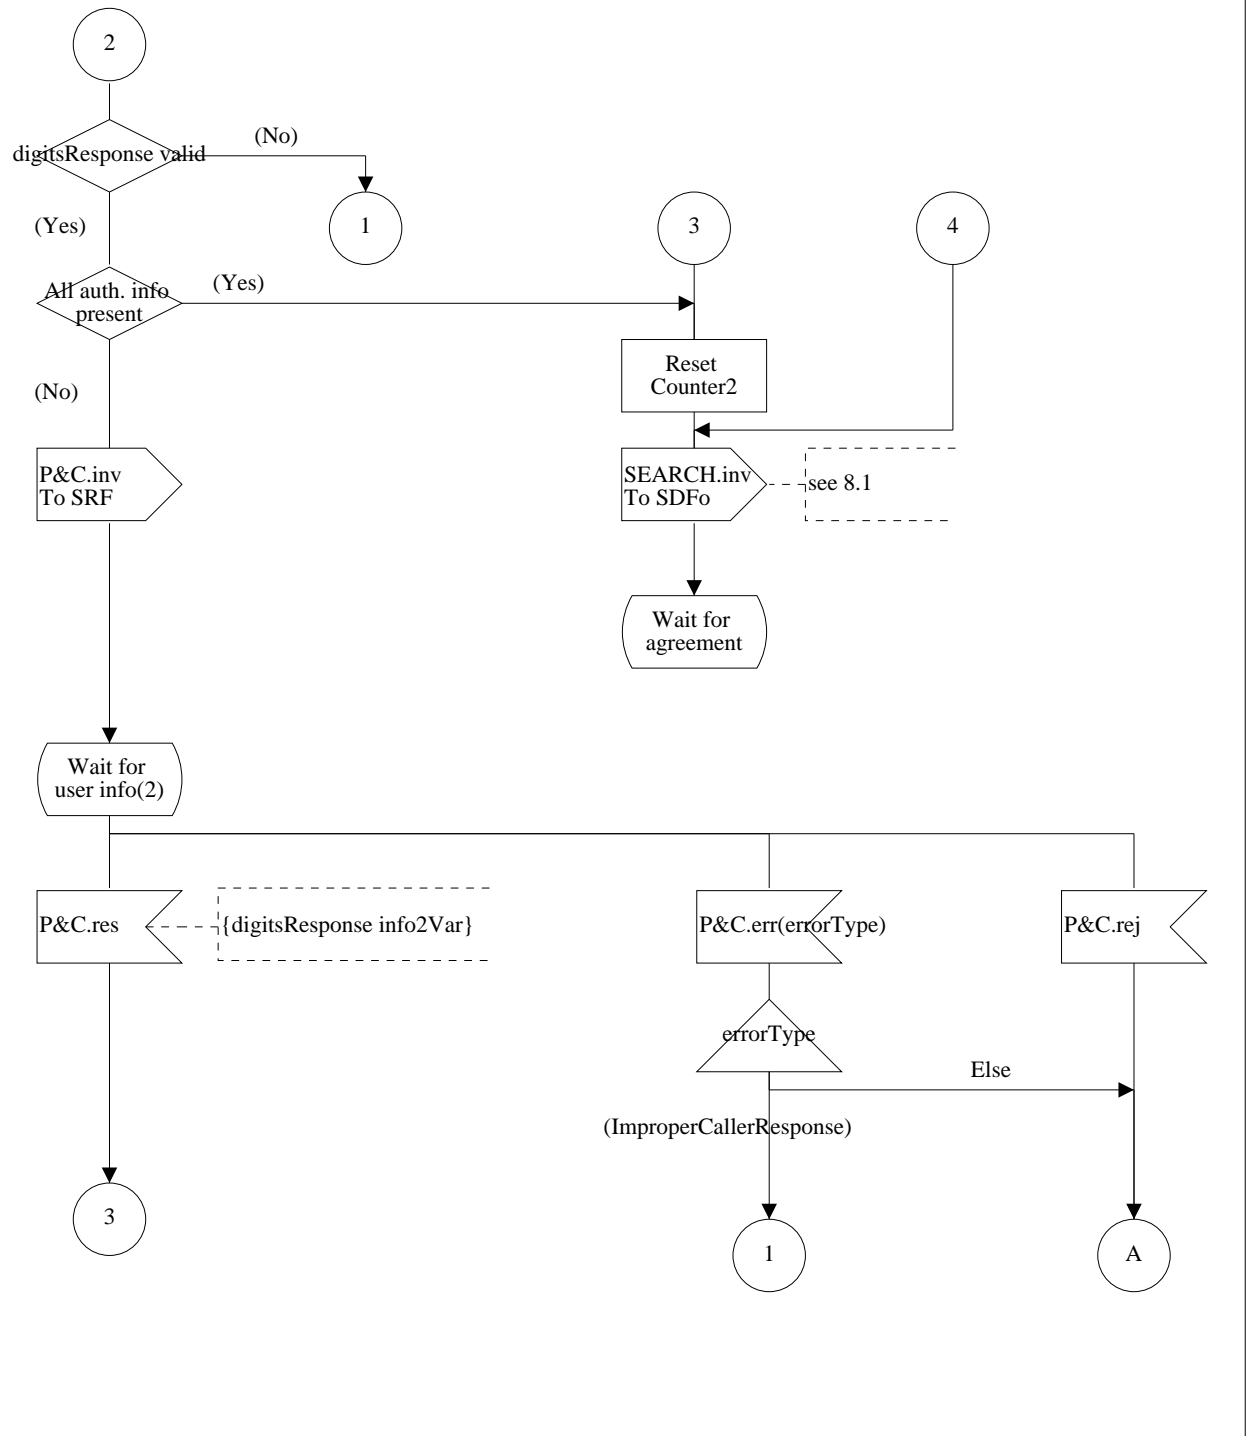 2
digitsResponse valid
(No)
(Yes)
1
3
4
All auth. info
present
(Yes)
Reset
Counter2
(No)
P&C.inv
To SRF
SEARCH.inv
To SDFo
see 8.1
Wait for
agreement
Wait for
user info(2)
P&C.res
{digitsResponse info2Var}
P&C.err(errorType)
P&C.rej
errorType
Else
(ImproperCallerResponse)
3
1
A